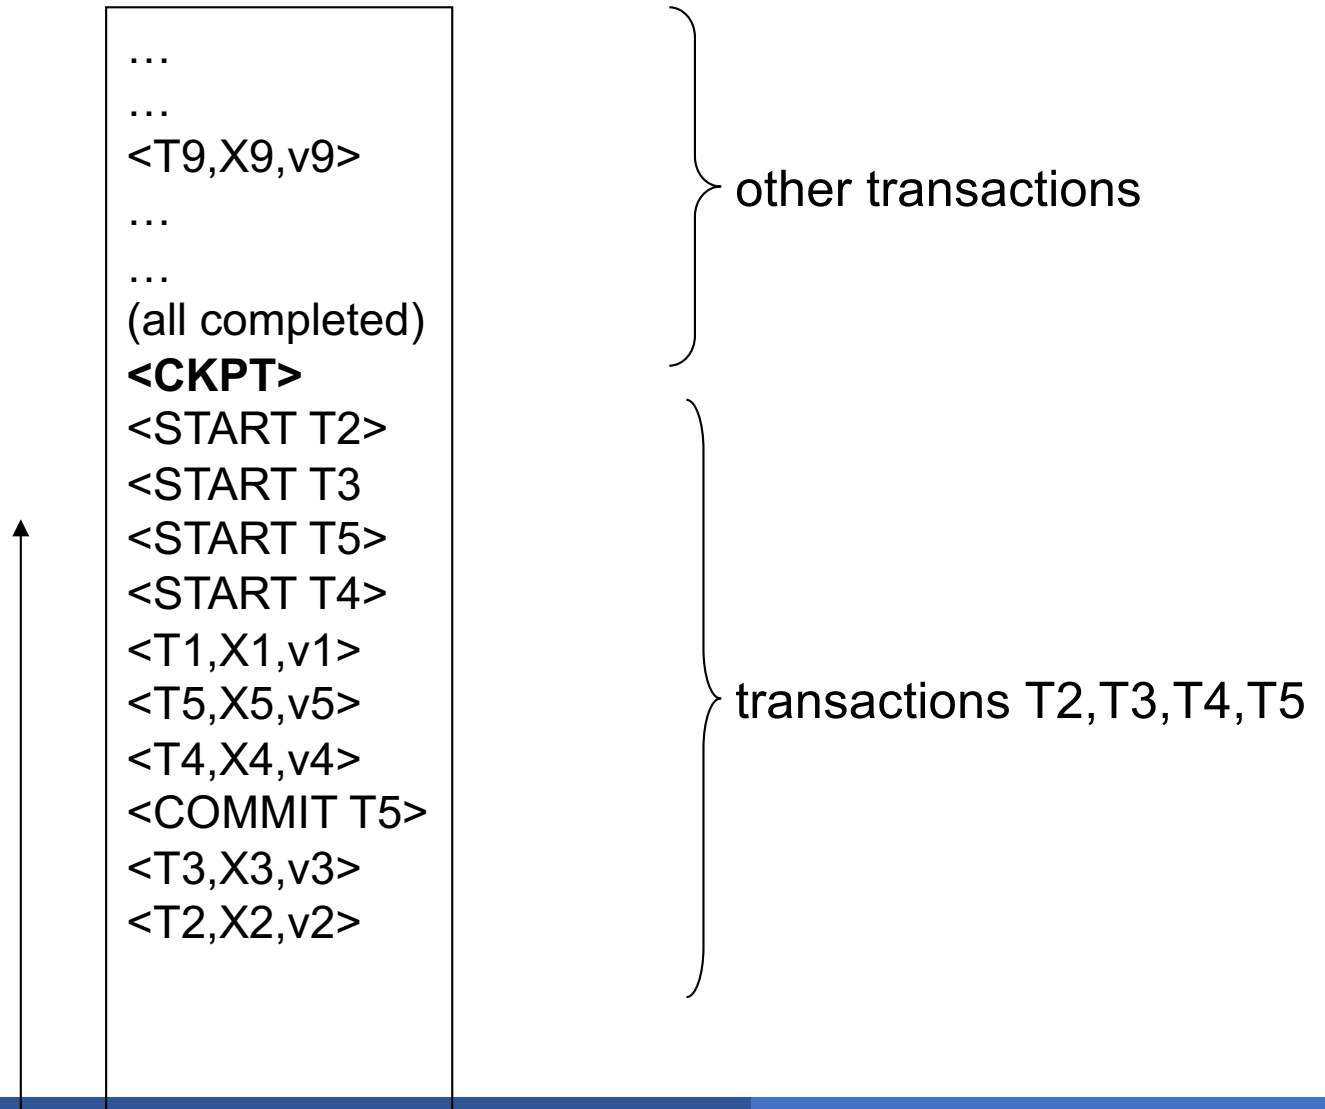 …
…
<T9,X9,v9>
…
…
(all completed)
<CKPT>
<START T2>
<START T3
<START T5>
<START T4>
<T1,X1,v1>
<T5,X5,v5>
<T4,X4,v4>
<COMMIT T5>
<T3,X3,v3>
<T2,X2,v2>
other transactions
transactions T2,T3,T4,T5